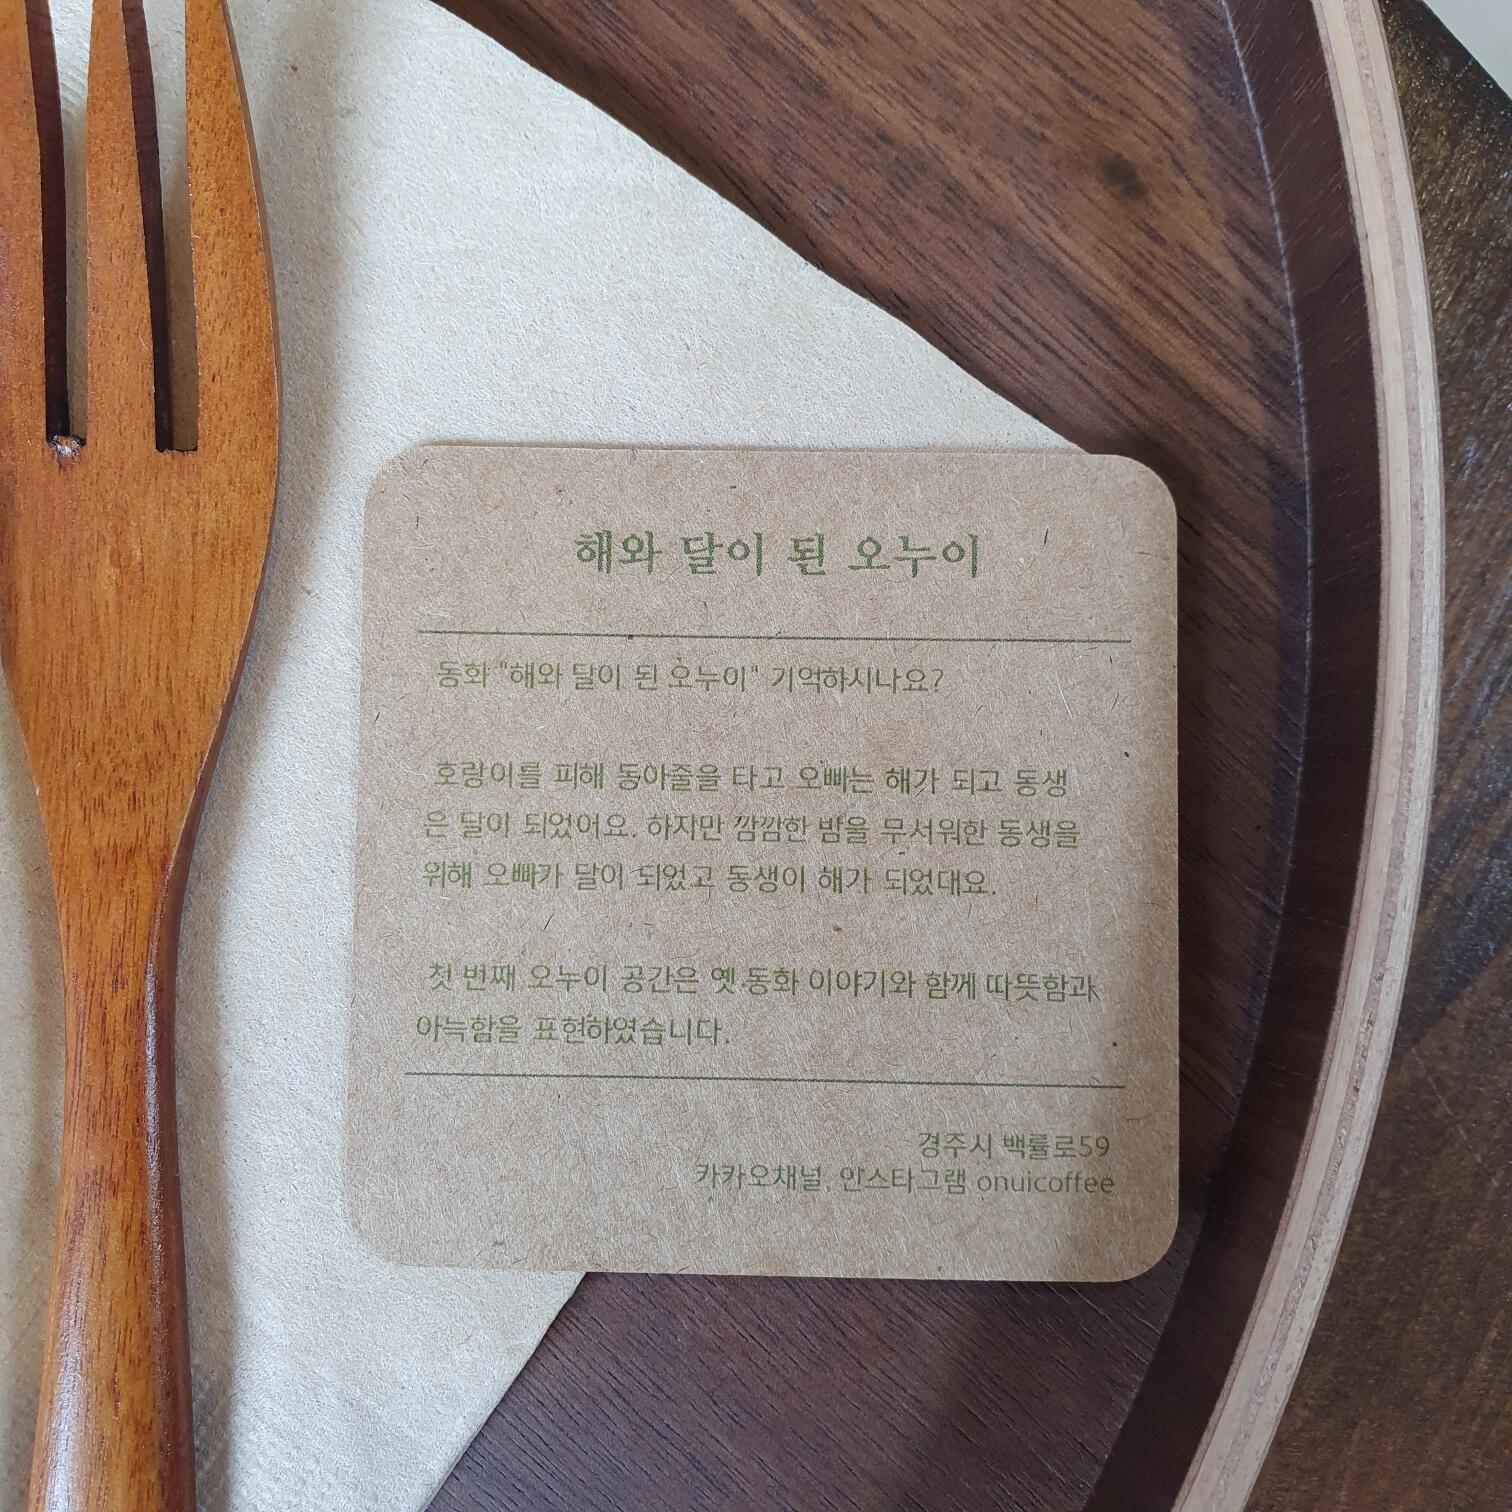 해와 달이 된 오누이
동화 "해와 달이 된 오누이" 기억하시나요?
호랑이를 피해 동아줄을 타고 오빠는 해가 되고 동생
은 달이 되었어요. 하지만 깜깜한 밤을 무서워한 동생을
위해 오빠가 달이 되었고 동생이 해가 되었대요.
첫 번째 오누이 공간은 옛 동화 이야기와 함께 따뜻함과
아늑함을 표현하였습니다.
경주시 백률로59
카카오채널, 인스타그램 onuicoffee